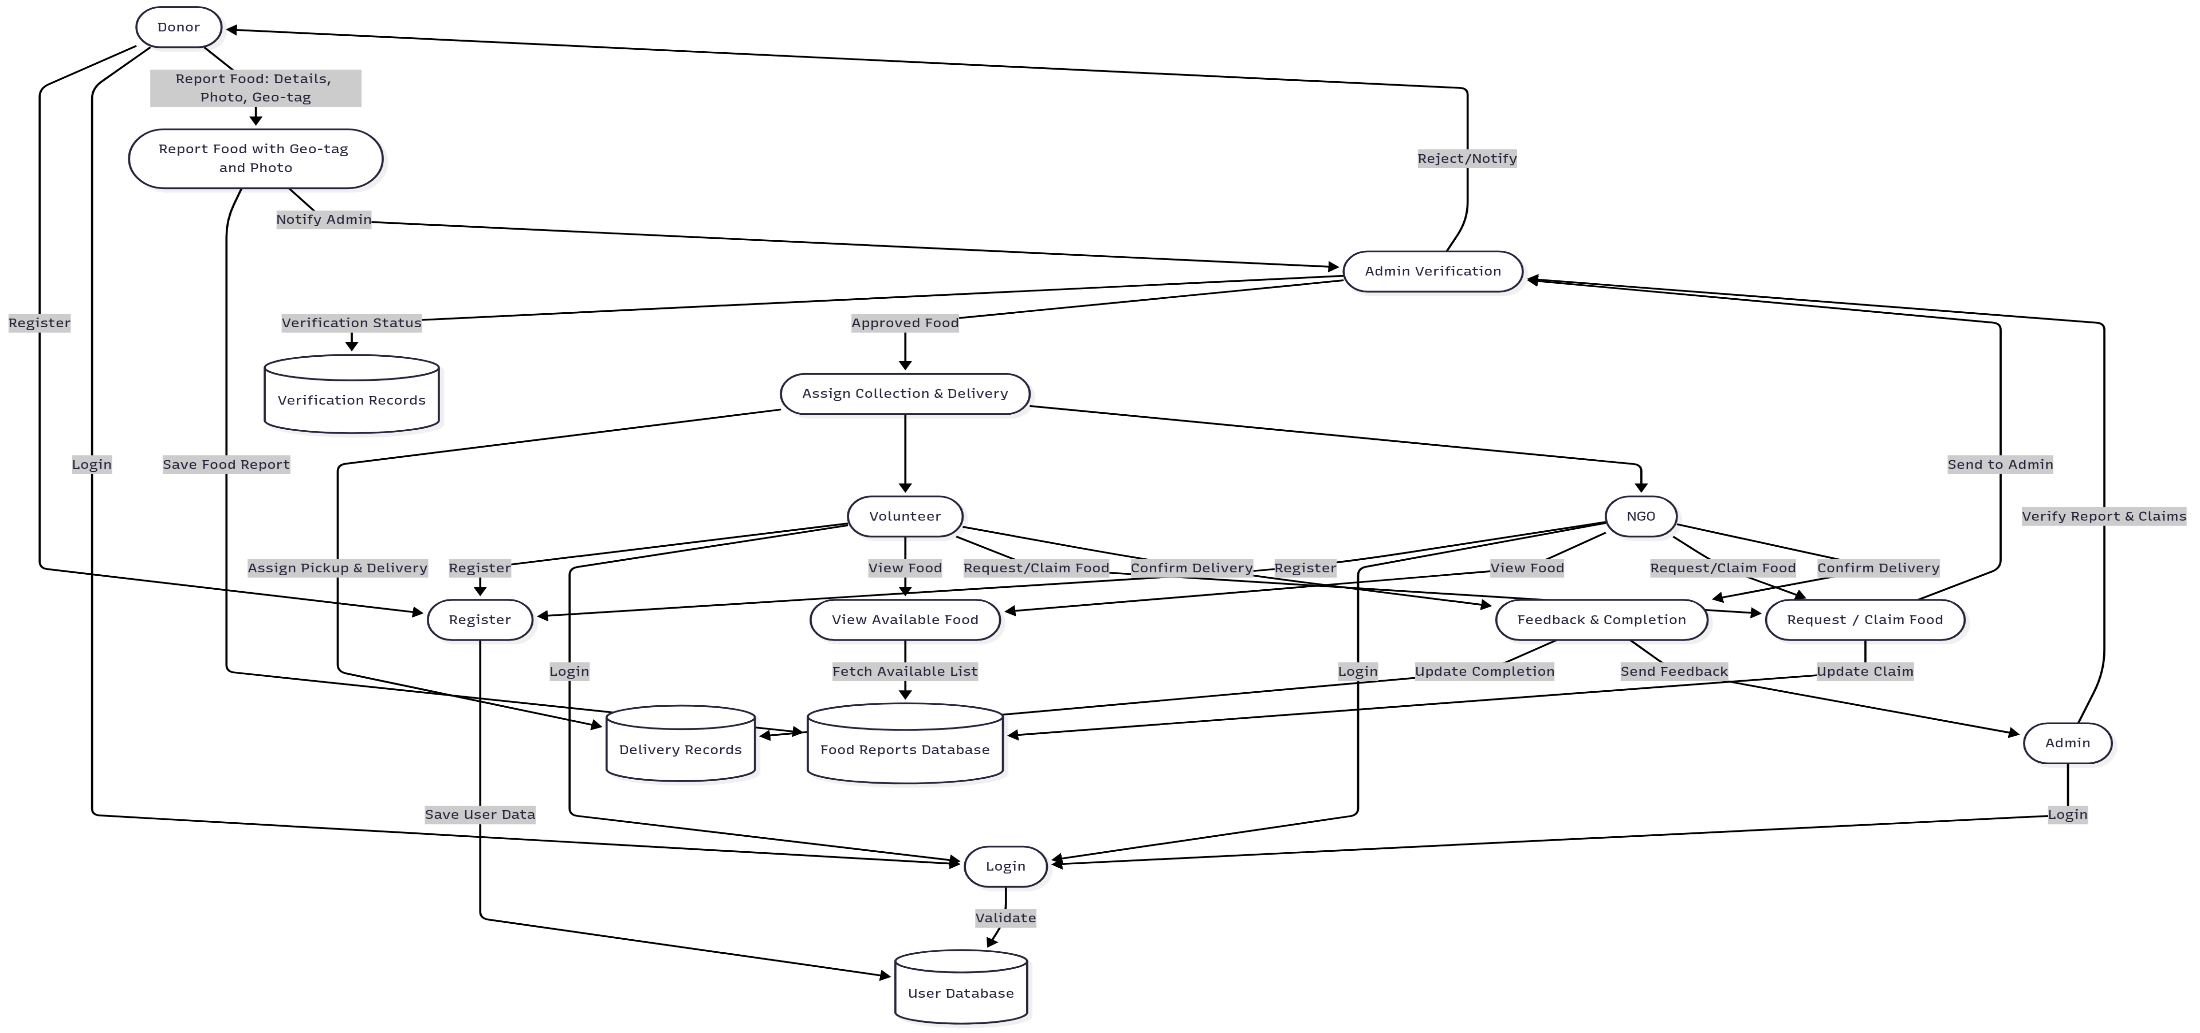 Donor
Report Food: Details,
Photo, Geo-tag
Report Food with Geo-tag
and Photo
Reject/Notify
Notify Admin
Admin Verification
Register
Verification Status
Approved Food
Verification Records
Assign Collection & Delivery
Login
Save Food Report
Send to Admin
Volunteer
NGO
Verify Report & Claims
Assign Pickup & Delivery
Register
View Food
Request/Claim Food
Confirm Delivery
Register
View Food
Request/Claim Food
Confirm Delivery
Register
View Available Food
Feedback & Completion
Request / Claim Food
Login
Fetch Available List
Login
Update Completion
Send Feedback
Update Claim
Delivery Records
Food Reports Database
Admin
Save User Data
Login
Login
Validate
User Database